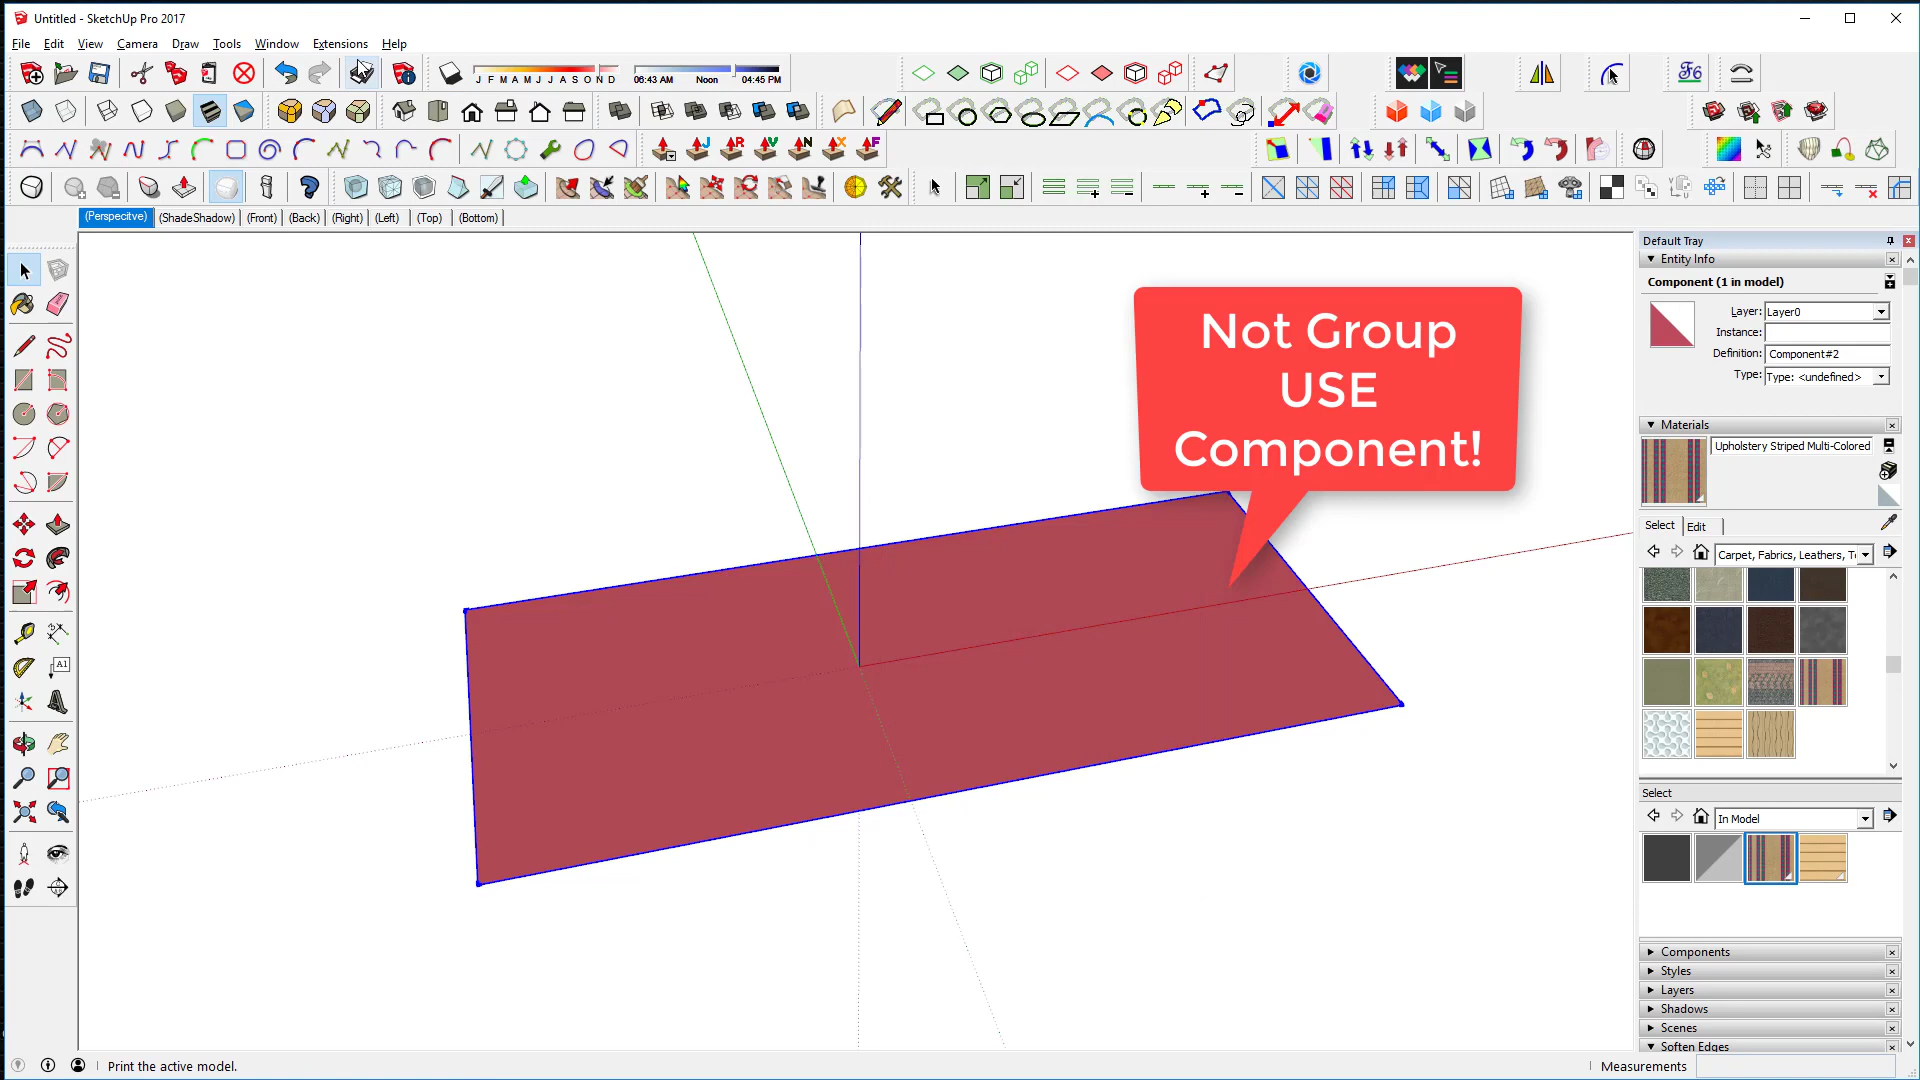 Untitled - SketchUp Pro 2017
File Edit View Camera Draw Tools Window Extensions Help
J F M A M J J A S O N D 06:43 AM Noon 04:45 PM
F6
J R V N X F
(Perspecitve) (ShadeShadow) (Front) (Back) (Right) (Left) (Top) (Bottom)
Default Tray
Entity Info
Component (1 in model)
Layer: Layer0
Instance:
Definition: Component#2
Type: Type: <undefined>
Not Group
USE
Component!
Materials
Upholstery Striped Multi-Colored
Select Edit
Carpet, Fabrics, Leathers, T
A1
Select
In Model
Components
Styles
Layers
Shadows
Scenes
Soften Edges
Print the active model.
Measurements